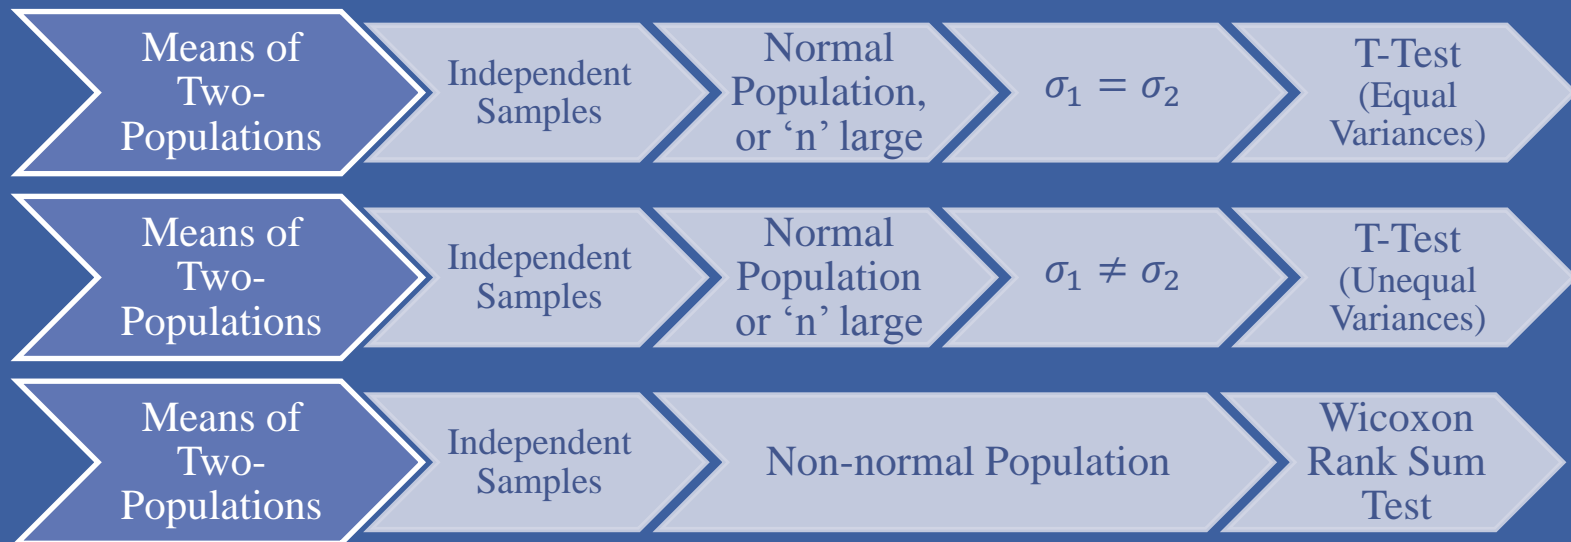 Means of
Two-
Populations
Independent
Samples
Normal
Population,
or ‘n’ large
σ₁ = σ₂
T-Test
(Equal
Variances)
Means of
Two-
Populations
Independent
Samples
Normal
Population
or ‘n’ large
σ₁ ≠ σ₂
T-Test
(Unequal
Variances)
Means of
Two-
Populations
Independent
Samples
Non-normal Population
Wicoxon
Rank Sum
Test